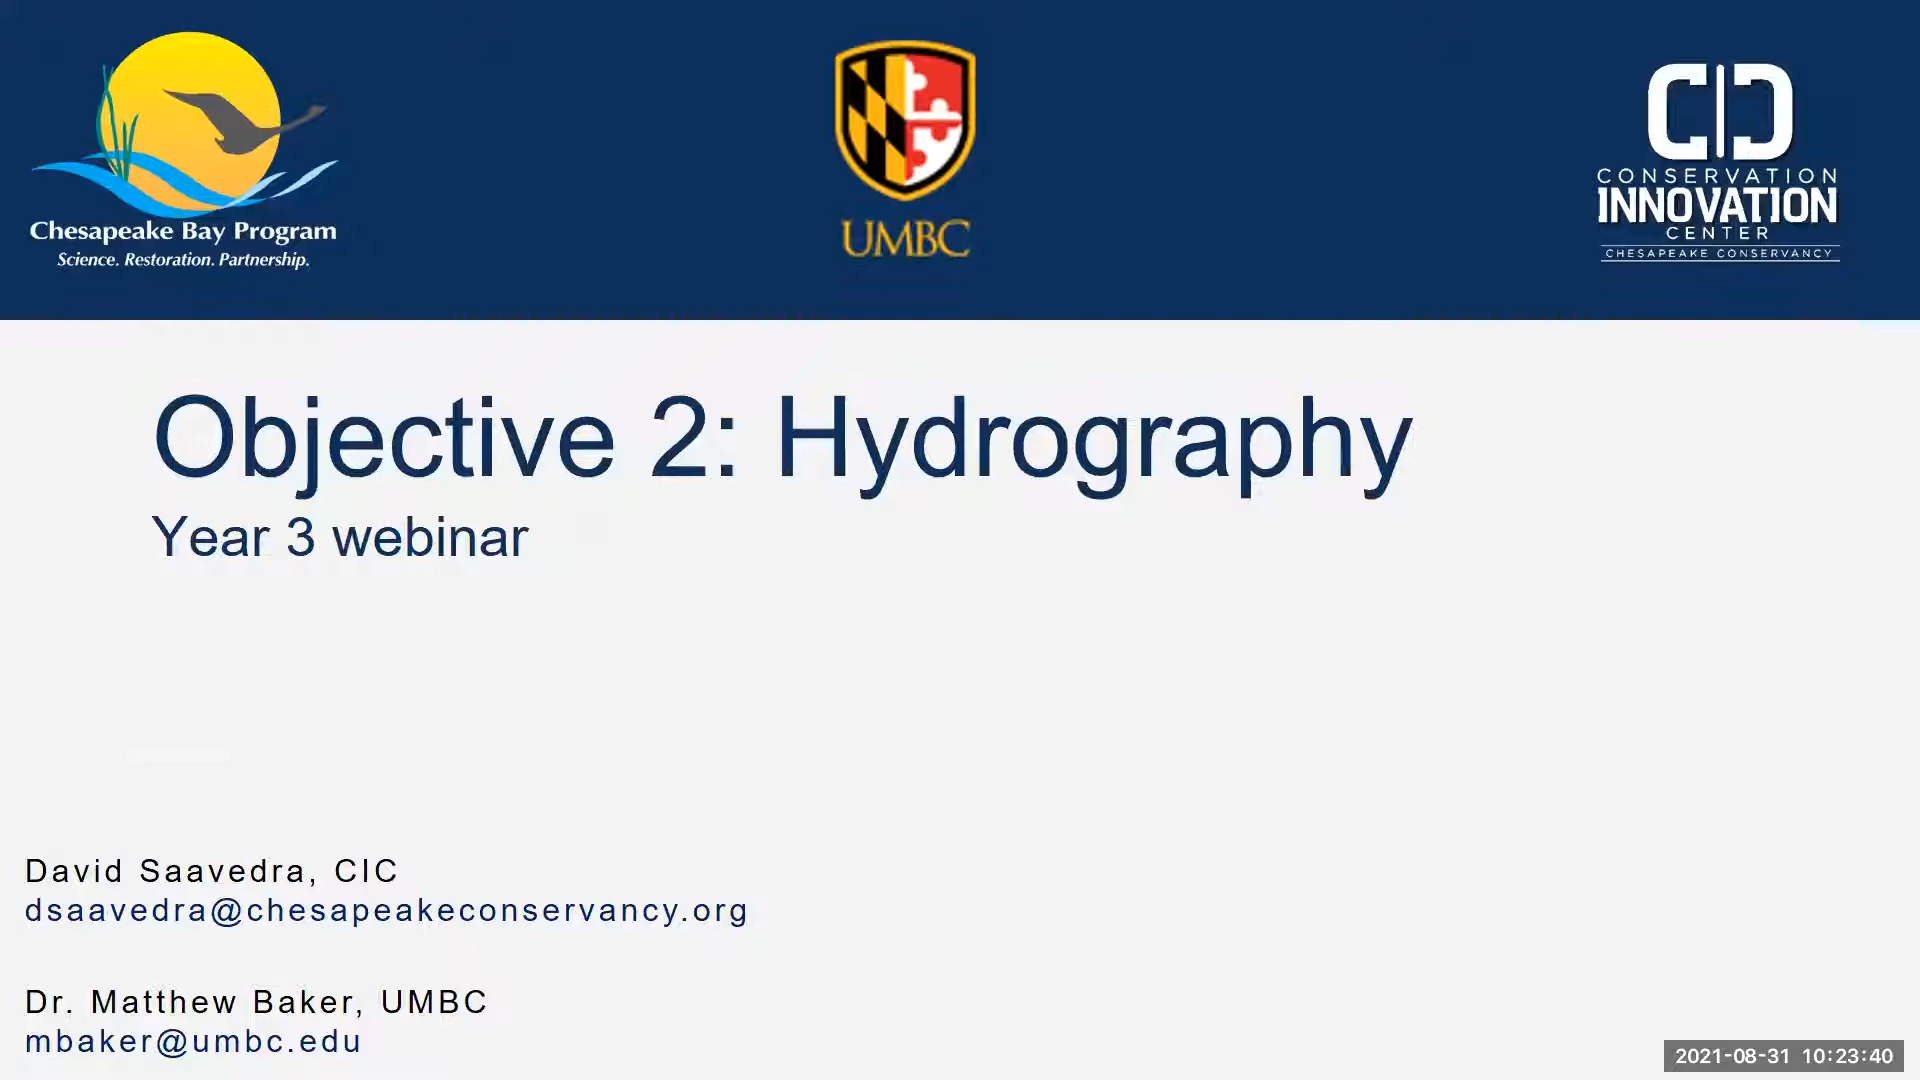 Chesapeake Bay Program
Science. Restoration. Partnership.
UMBC
CONSERVATION
INNOVATION
CENTER
CHESAPEAKE CONSERVANCY
Objective 2: Hydrography
Year 3 webinar
David Saavedra, CIC
dsaavedra@chesapeakeconservancy.org
Dr. Matthew Baker, UMBC
mbaker@umbc.edu
2021-08-31 10:23:40